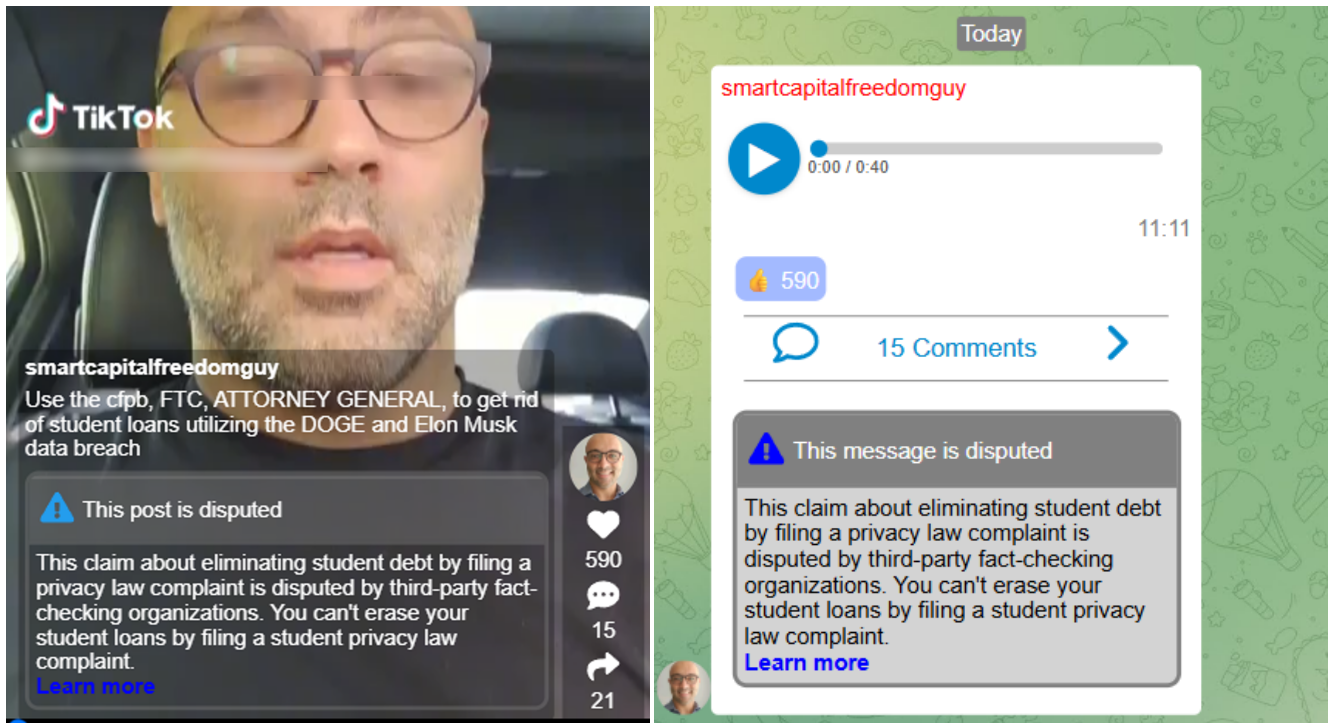 TikTok
smartcapitalfreedomguy
Use the cfpb, FTC, ATTORNEY GENERAL, to get rid
of student loans utilizing the DOGE and Elon Musk
data breach
This post is disputed
This claim about eliminating student debt by filing a
privacy law complaint is disputed by third-party fact-
checking organizations. You can't erase your
student loans by filing a student privacy law
complaint.
Learn more
590
15
21
Today
smartcapitalfreedomguy
0:00 / 0:40
11:11
👍 590
15 Comments
This message is disputed
This claim about eliminating student debt
by filing a privacy law complaint is
disputed by third-party fact-checking
organizations. You can't erase your
student loans by filing a student privacy
law complaint.
Learn more